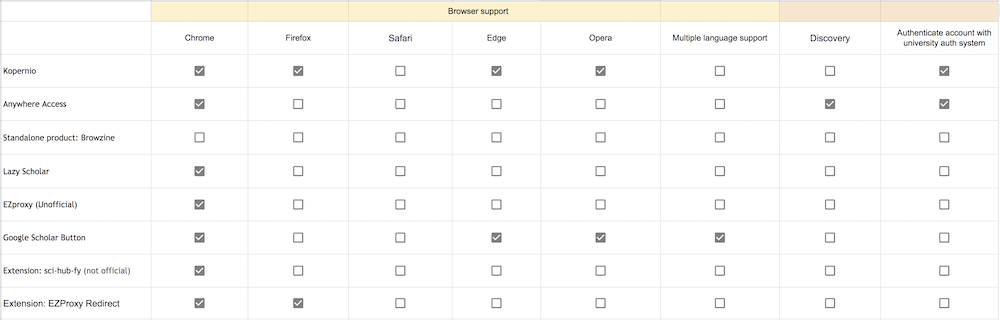 Browser support
Chrome Firefox Safari Edge Opera Multiple language support Discovery Authenticate account with
university auth system
Kopernio
Anywhere Access
Standalone product: Browzine
Lazy Scholar
EZproxy (Unofficial)
Google Scholar Button
Extension: sci-hub-fy (not official)
Extension: EZProxy Redirect